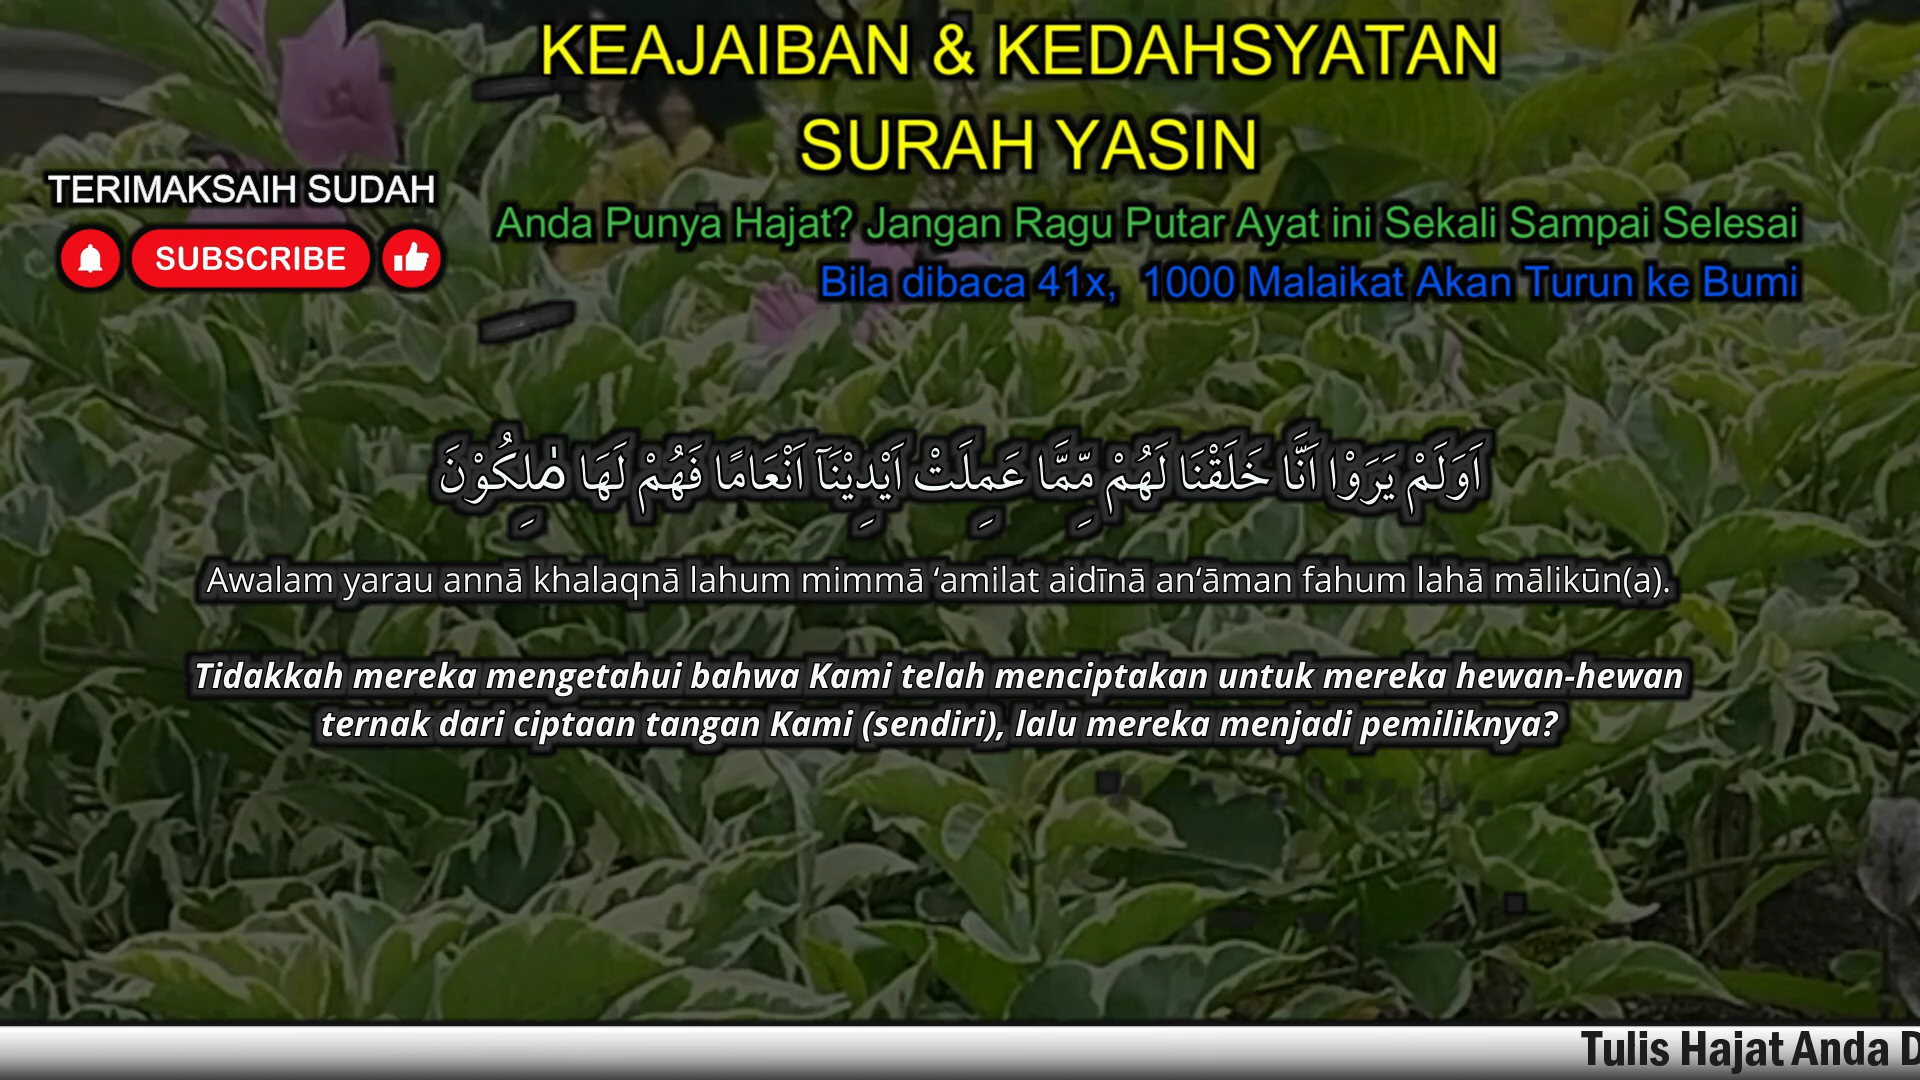 KEAJAIBAN & KEDAHSYATAN
SURAH YASIN
TERIMAKSAIH SUDAH
SUBSCRIBE
Anda Punya Hajat? Jangan Ragu Putar Ayat ini Sekali Sampai Selesai
Bila dibaca 41x, 1000 Malaikat Akan Turun ke Bumi
اَوَلَمْ يَرَوْا اَنَّا خَلَقْنَا لَهُمْ مِّمَّا عَمِلَتْ اَيْدِيْنَآ اَنْعَامًا فَهُمْ لَهَا مٰلِكُوْنَ
Awalam yarau annā khalaqnā lahum mimmā ‘amilat aidīnā an‘āman fahum lahā mālikūn(a).
Tidakkah mereka mengetahui bahwa Kami telah menciptakan untuk mereka hewan-hewan
ternak dari ciptaan tangan Kami (sendiri), lalu mereka menjadi pemiliknya?
Tulis Hajat Anda D